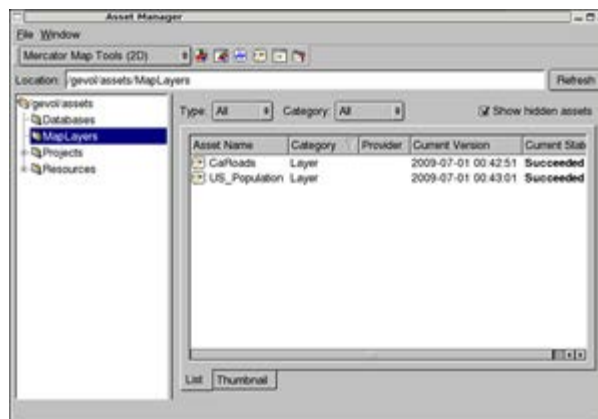 Asset Manager
File Window
Mercator Map Tools (2D)
Location: /gevol/assets/MapLayers Refresh
/gevol/assets
Databases
MapLayers
Projects
Resources
Type: All Category: All Show hidden assets
Asset Name Category Provider Current Version Current Stat
CaRoads Layer 2009-07-01 00:42:51 Succeeded
US_Population Layer 2009-07-01 00:43:01 Succeeded
List Thumbnail